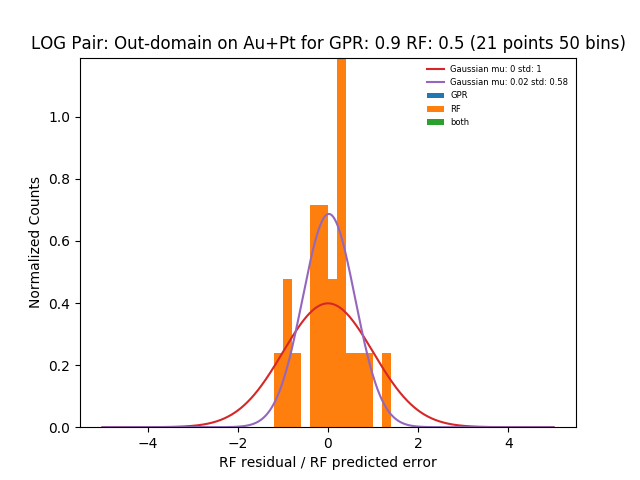 LOG Pair: Out-domain on Au+Pt for GPR: 0.9 RF: 0.5 (21 points 50 bins)
Gaussian mu: 0 std: 1
Gaussian mu: 0.02 std: 0.58
GPR
RF
both
Normalized Counts
1.0
0.8
0.6
0.4
0.2
0.0
−4
−2
0
2
4
RF residual / RF predicted error